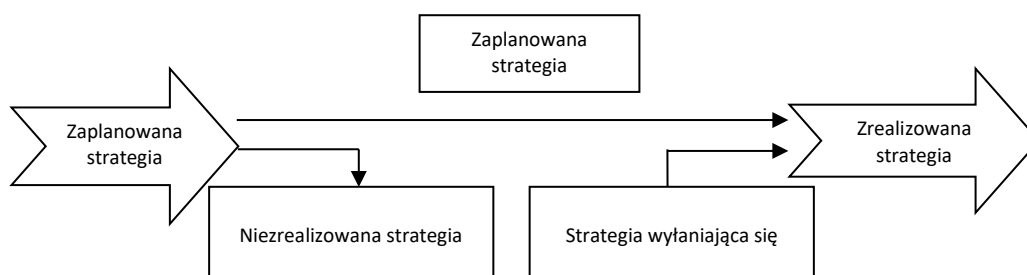 Zaplanowana
strategia
Zaplanowana
strategia
Zrealizowana
strategia
Niezrealizowana strategia
Strategia wyłaniająca się